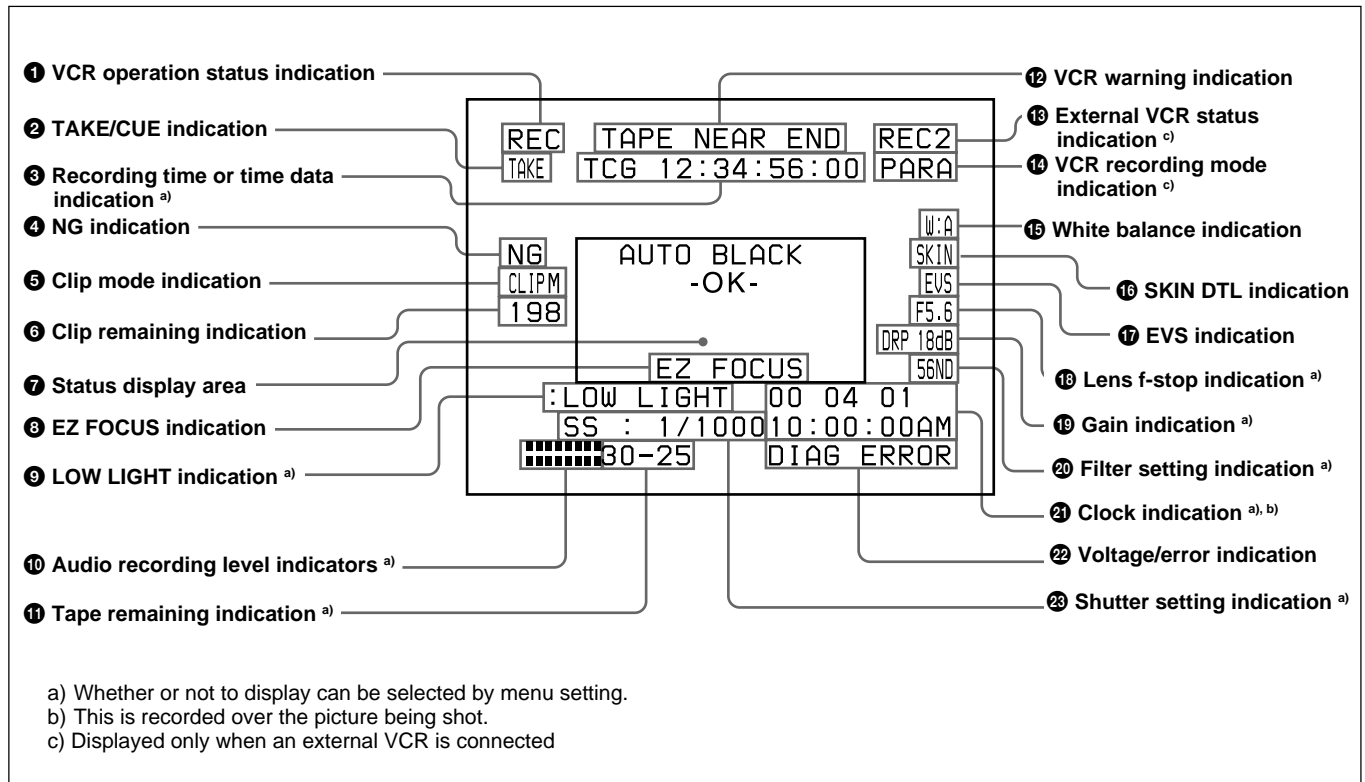 ❶ VCR operation status indication
❷ TAKE/CUE indication
❸ Recording time or time data
indication a)
❹ NG indication
❺ Clip mode indication
❻ Clip remaining indication
❼ Status display area
❽ EZ FOCUS indication
❾ LOW LIGHT indication a)
❿ Audio recording level indicators a)
⓫ Tape remaining indication a)
REC
TAPE NEAR END
REC2
TAKE
TCG 12:34:56:00
PARA
W:A
NG
AUTO BLACK
SKIN
CLIPM
-OK-
EVS
198
F5.6
DRP 18dB
EZ FOCUS
56ND
:LOW LIGHT
00 04 01
SS : 1/1000
10:00:00AM
30-25
DIAG ERROR
⓬ VCR warning indication
⓭ External VCR status
indication c)
⓮ VCR recording mode
indication c)
⓯ White balance indication
⓰ SKIN DTL indication
⓱ EVS indication
⓲ Lens f-stop indication a)
⓳ Gain indication a)
⓴ Filter setting indication a)
㉑ Clock indication a), b)
㉒ Voltage/error indication
㉓ Shutter setting indication a)
a) Whether or not to display can be selected by menu setting.
b) This is recorded over the picture being shot.
c) Displayed only when an external VCR is connected